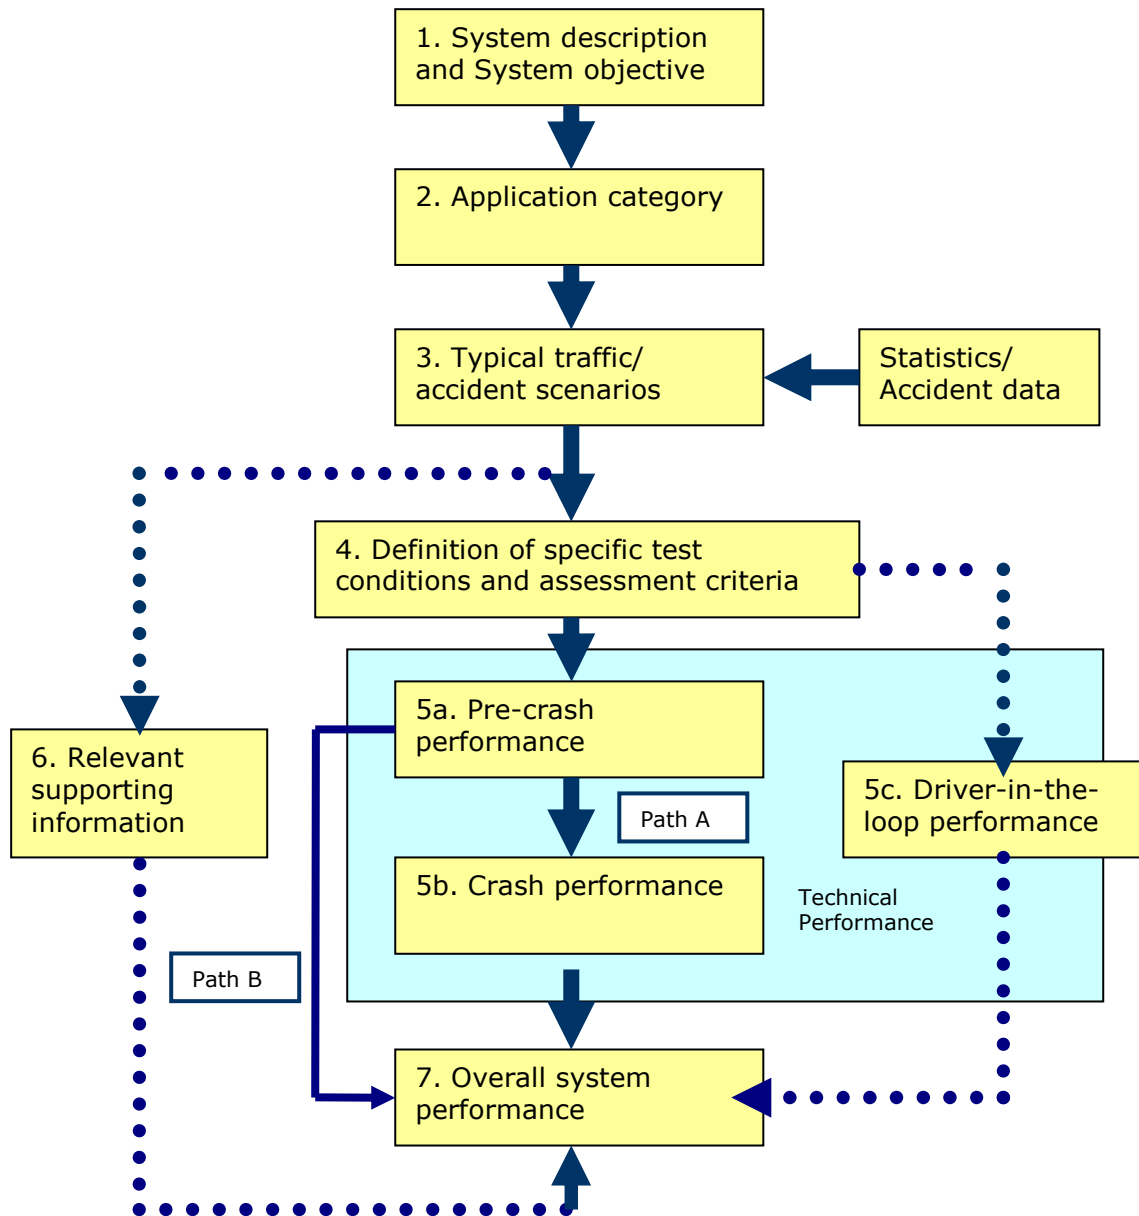 1. System description
and System objective
2. Application category
3. Typical traffic/
accident scenarios
Statistics/
Accident data
4. Definition of specific test
conditions and assessment criteria
5a. Pre-crash
performance
6. Relevant
supporting
information
5c. Driver-in-the-
loop performance
Path A
5b. Crash performance
Technical
Performance
Path B
7. Overall system
performance